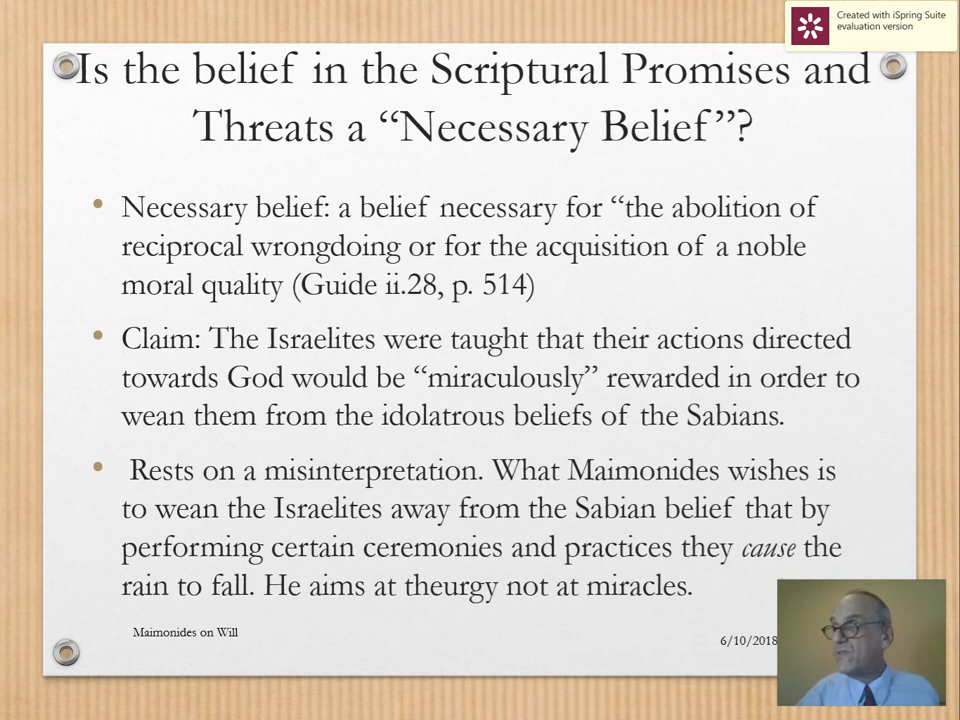 Created with iSpring Suite
evaluation version
Is the belief in the Scriptural Promises and
Threats a “Necessary Belief”?
• Necessary belief: a belief necessary for “the abolition of
reciprocal wrongdoing or for the acquisition of a noble
moral quality (Guide ii.28, p. 514)
• Claim: The Israelites were taught that their actions directed
towards God would be “miraculously” rewarded in order to
wean them from the idolatrous beliefs of the Sabians.
• Rests on a misinterpretation. What Maimonides wishes is
to wean the Israelites away from the Sabian belief that by
performing certain ceremonies and practices they cause the
rain to fall. He aims at theurgy not at miracles.
Maimonides on Will
6/10/2018